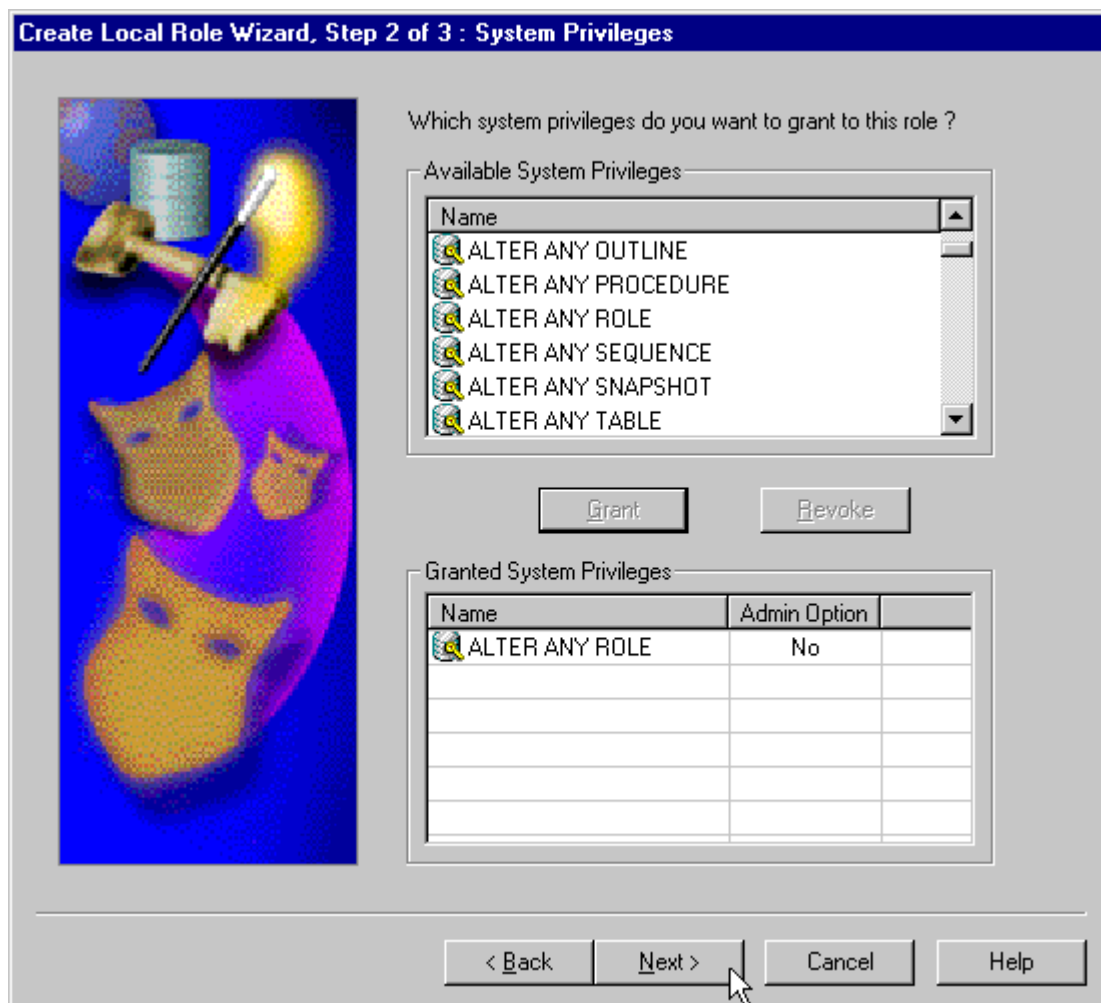 Create Local Role Wizard, Step 2 of 3 : System Privileges
Which system privileges do you want to grant to this role ?
Available System Privileges
Name
ALTER ANY OUTLINE
ALTER ANY PROCEDURE
ALTER ANY ROLE
ALTER ANY SEQUENCE
ALTER ANY SNAPSHOT
ALTER ANY TABLE
Grant Revoke
Granted System Privileges
Name Admin Option
ALTER ANY ROLE No
< Back Next > Cancel Help